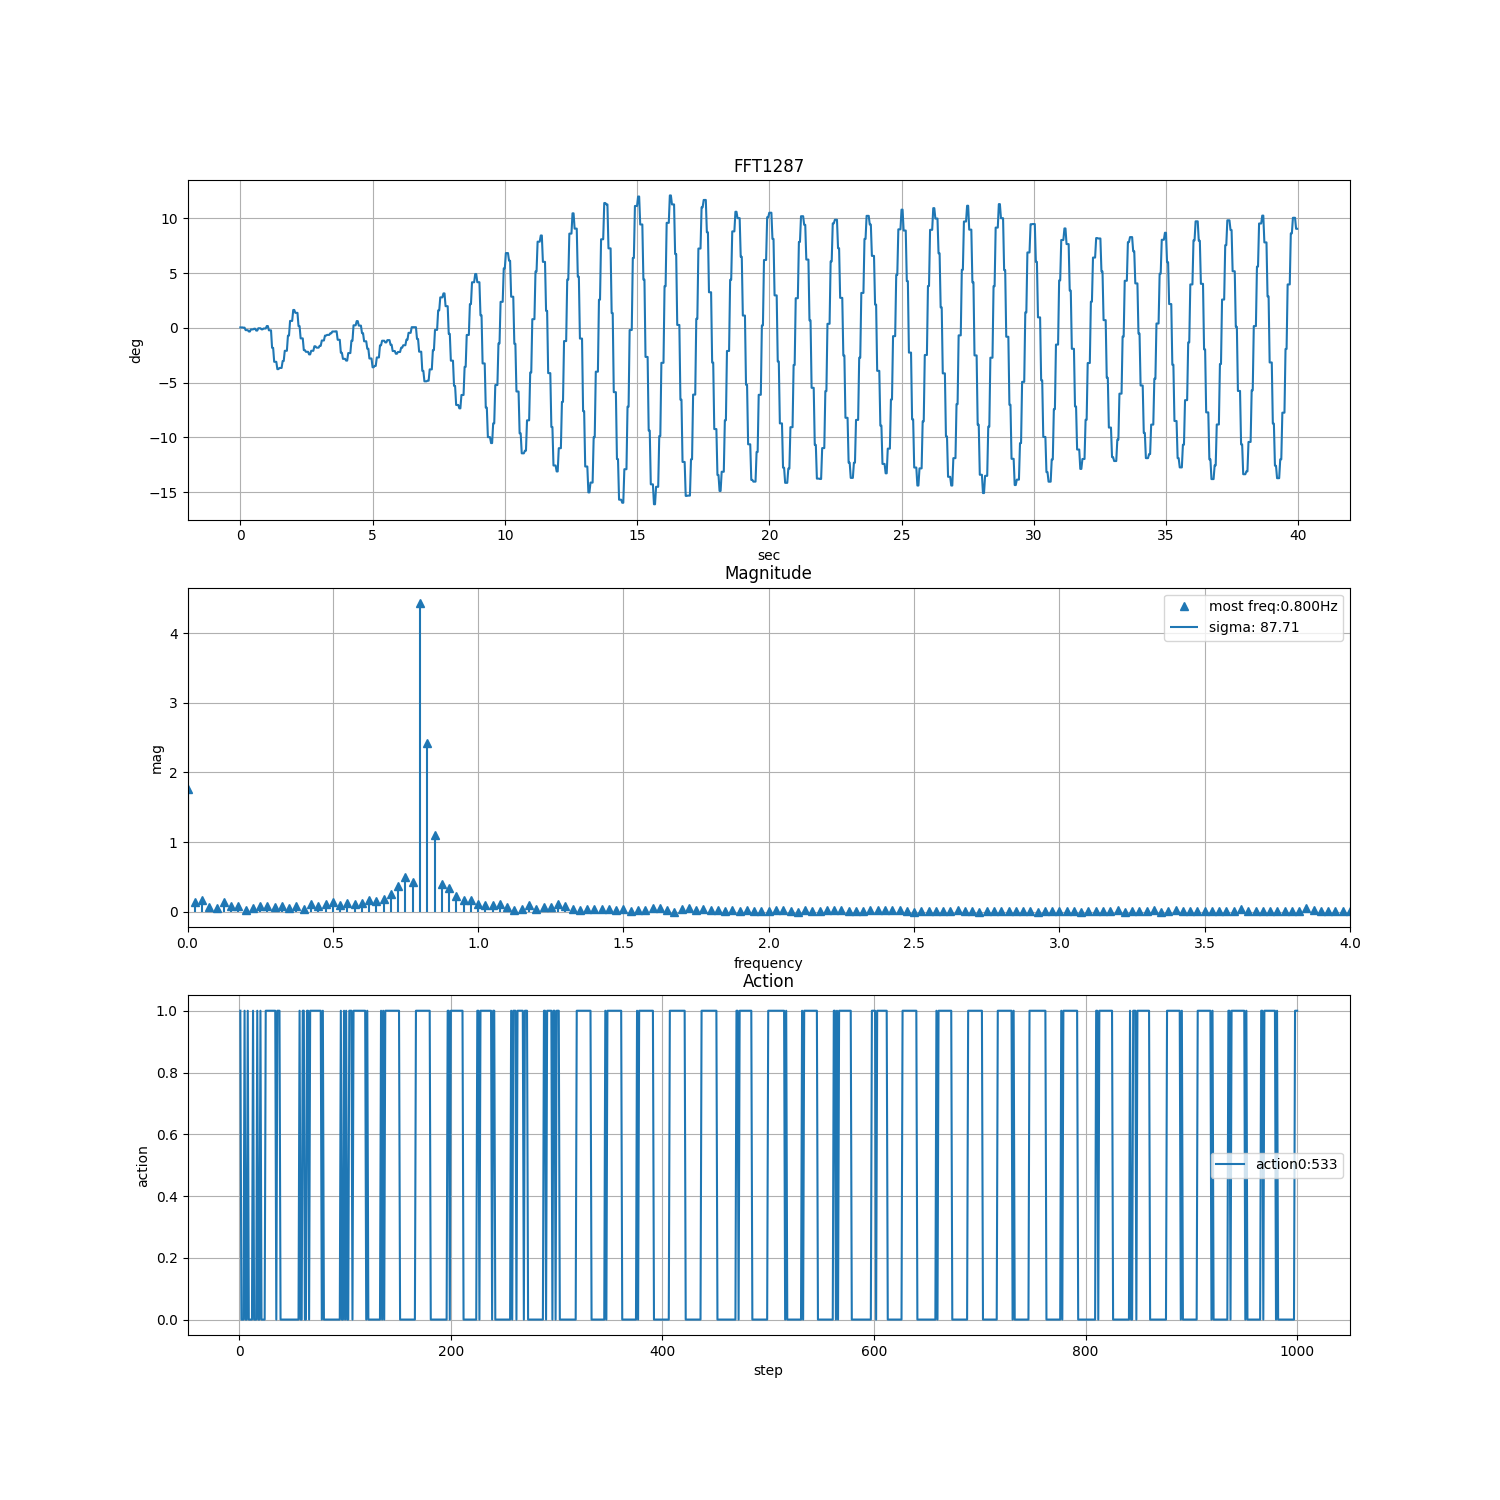 FFT1287
10
5
0
−5
−10
−15
deg
0 5 10 15 20 25 30 35 40
sec
Magnitude
most freq:0.800Hz
sigma: 87.71
4
3
2
1
0
mag
0.0 0.5 1.0 1.5 2.0 2.5 3.0 3.5 4.0
frequency
Action
1.0
0.8
0.6
0.4
0.2
0.0
action
action0:533
0 200 400 600 800 1000
step